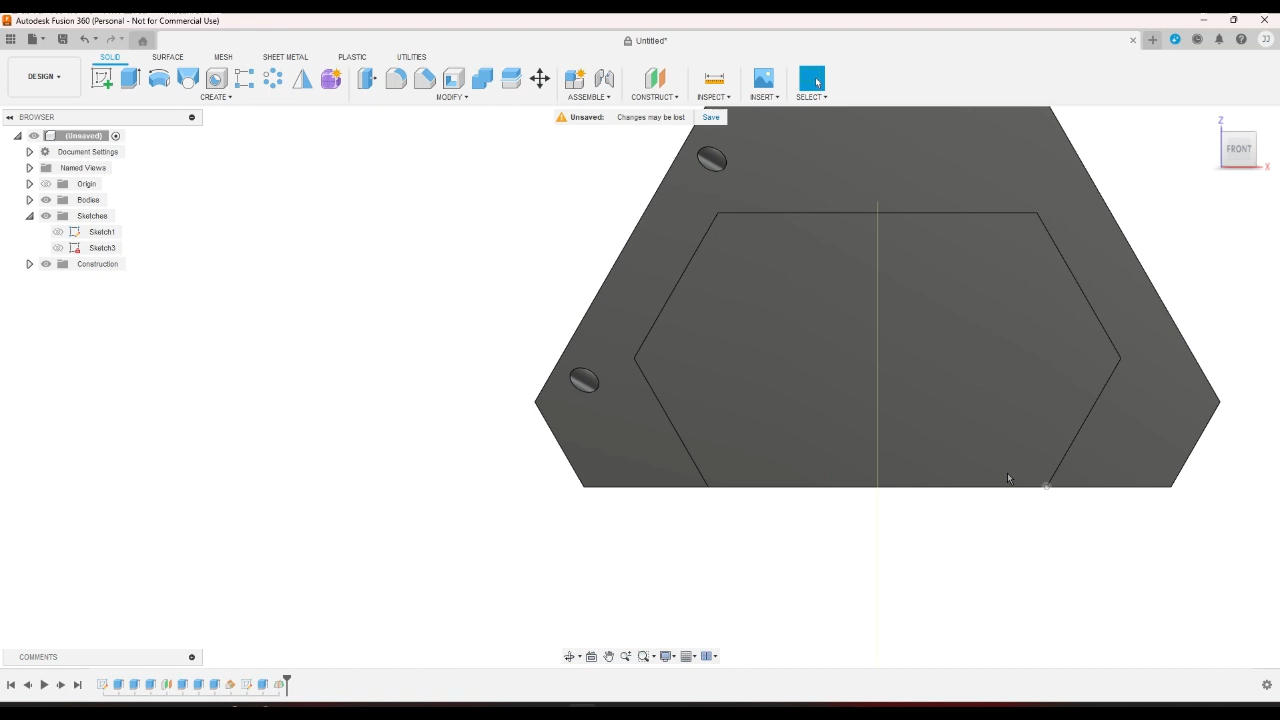 Autodesk Fusion 360 (Personal - Not for Commercial Use)
Untitled*
JJ
SOLID SURFACE MESH SHEET METAL PLASTIC UTILITIES
DESIGN
CREATE MODIFY ASSEMBLE CONSTRUCT INSPECT INSERT SELECT
BROWSER
Unsaved: Changes may be lost Save
(Unsaved)
Document Settings
Named Views
Origin
Bodies
Sketches
Sketch1
Sketch3
Construction
Z
FRONT
X
COMMENTS